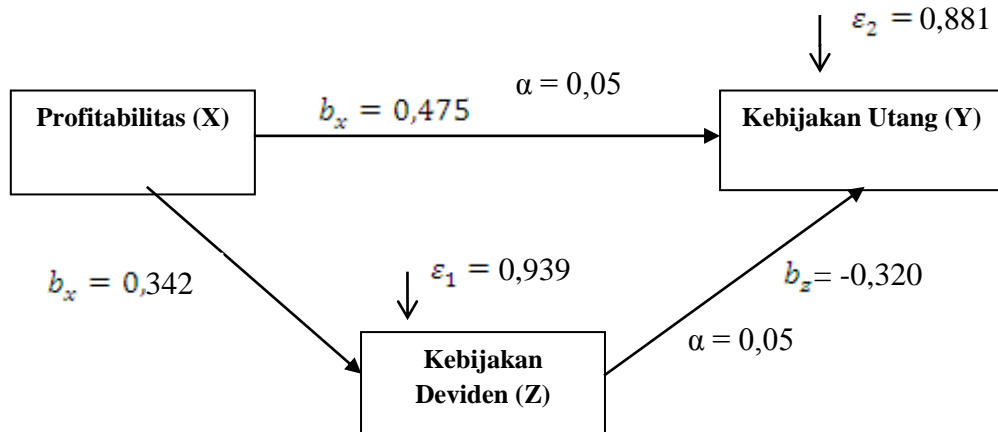 ε₂ = 0,881
α = 0,05
Profitabilitas (X)
bₓ = 0,475
Kebijakan Utang (Y)
bₓ = 0,342
ε₁ = 0,939
b_z= -0,320
α = 0,05
Kebijakan
Deviden (Z)